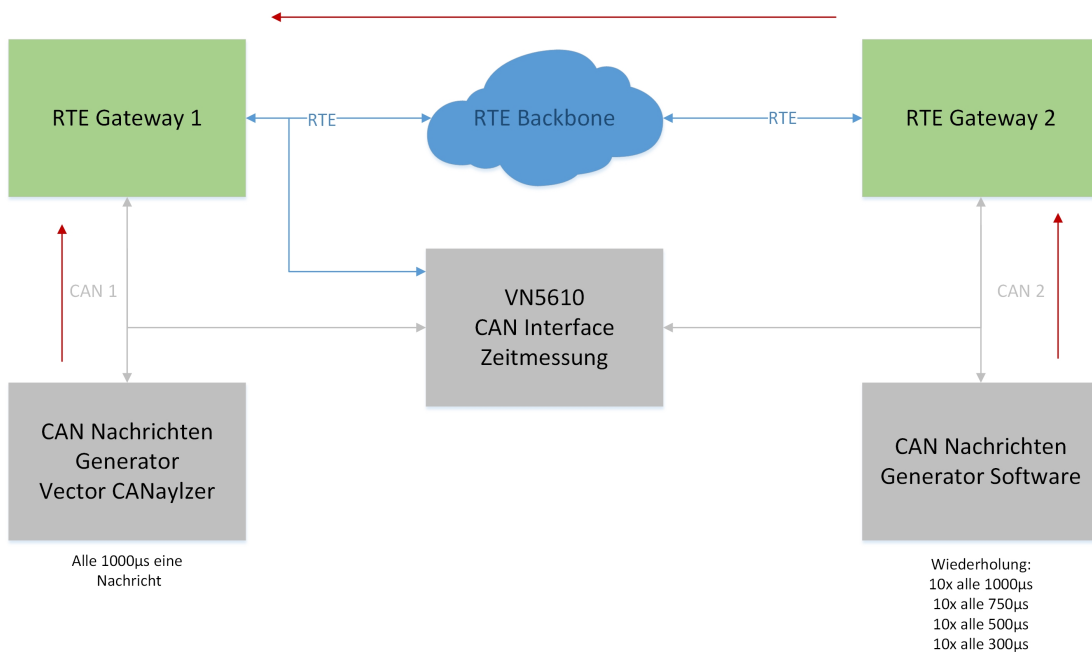 RTE Gateway 1
RTE
RTE Backbone
RTE
RTE Gateway 2
CAN 1
VN5610
CAN Interface
Zeitmessung
CAN 2
CAN Nachrichten
Generator
Vector CANaylzer
CAN Nachrichten
Generator Software
Alle 1000µs eine
Nachricht
Wiederholung:
10x alle 1000µs
10x alle 750µs
10x alle 500µs
10x alle 300µs